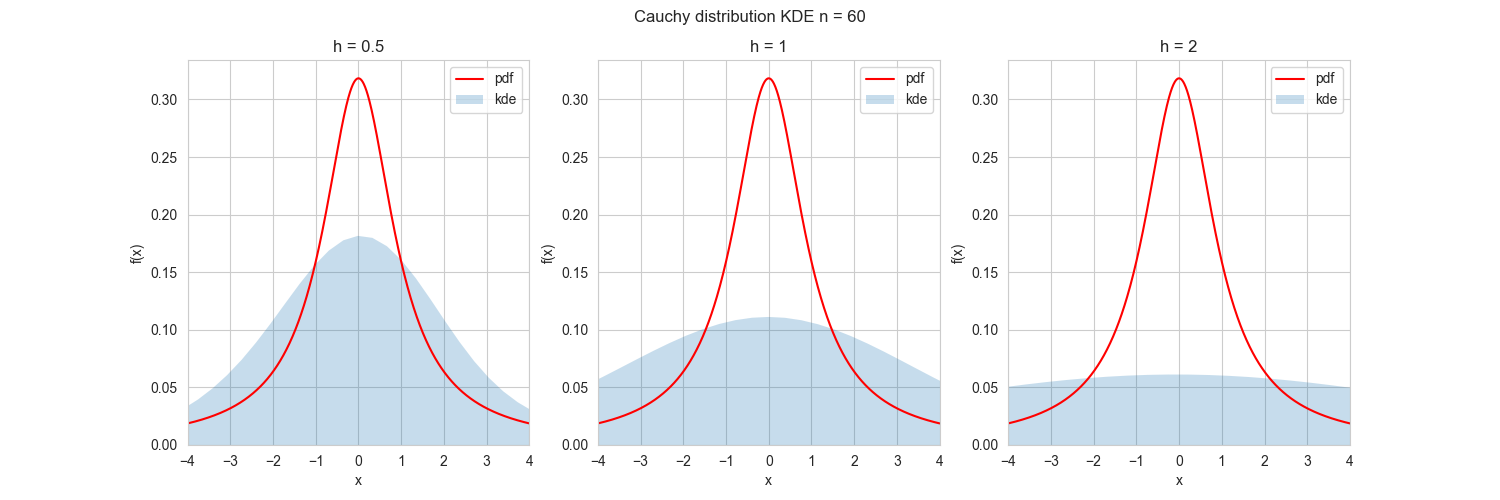 Cauchy distribution KDE n = 60
h = 0.5
pdf
kde
f(x)
0.30
0.25
0.20
0.15
0.10
0.05
0.00
−4 −3 −2 −1 0 1 2 3 4
x
h = 1
pdf
kde
f(x)
0.30
0.25
0.20
0.15
0.10
0.05
0.00
−4 −3 −2 −1 0 1 2 3 4
x
h = 2
pdf
kde
f(x)
0.30
0.25
0.20
0.15
0.10
0.05
0.00
−4 −3 −2 −1 0 1 2 3 4
x